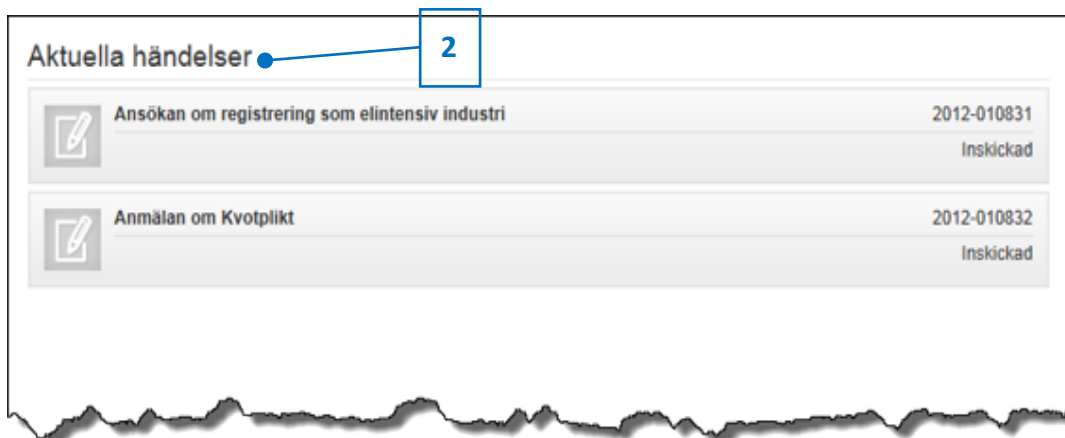 Aktuella händelser
2
Ansökan om registrering som elintensiv industri 2012-010831
Inskickad
Anmälan om Kvotplikt 2012-010832
Inskickad